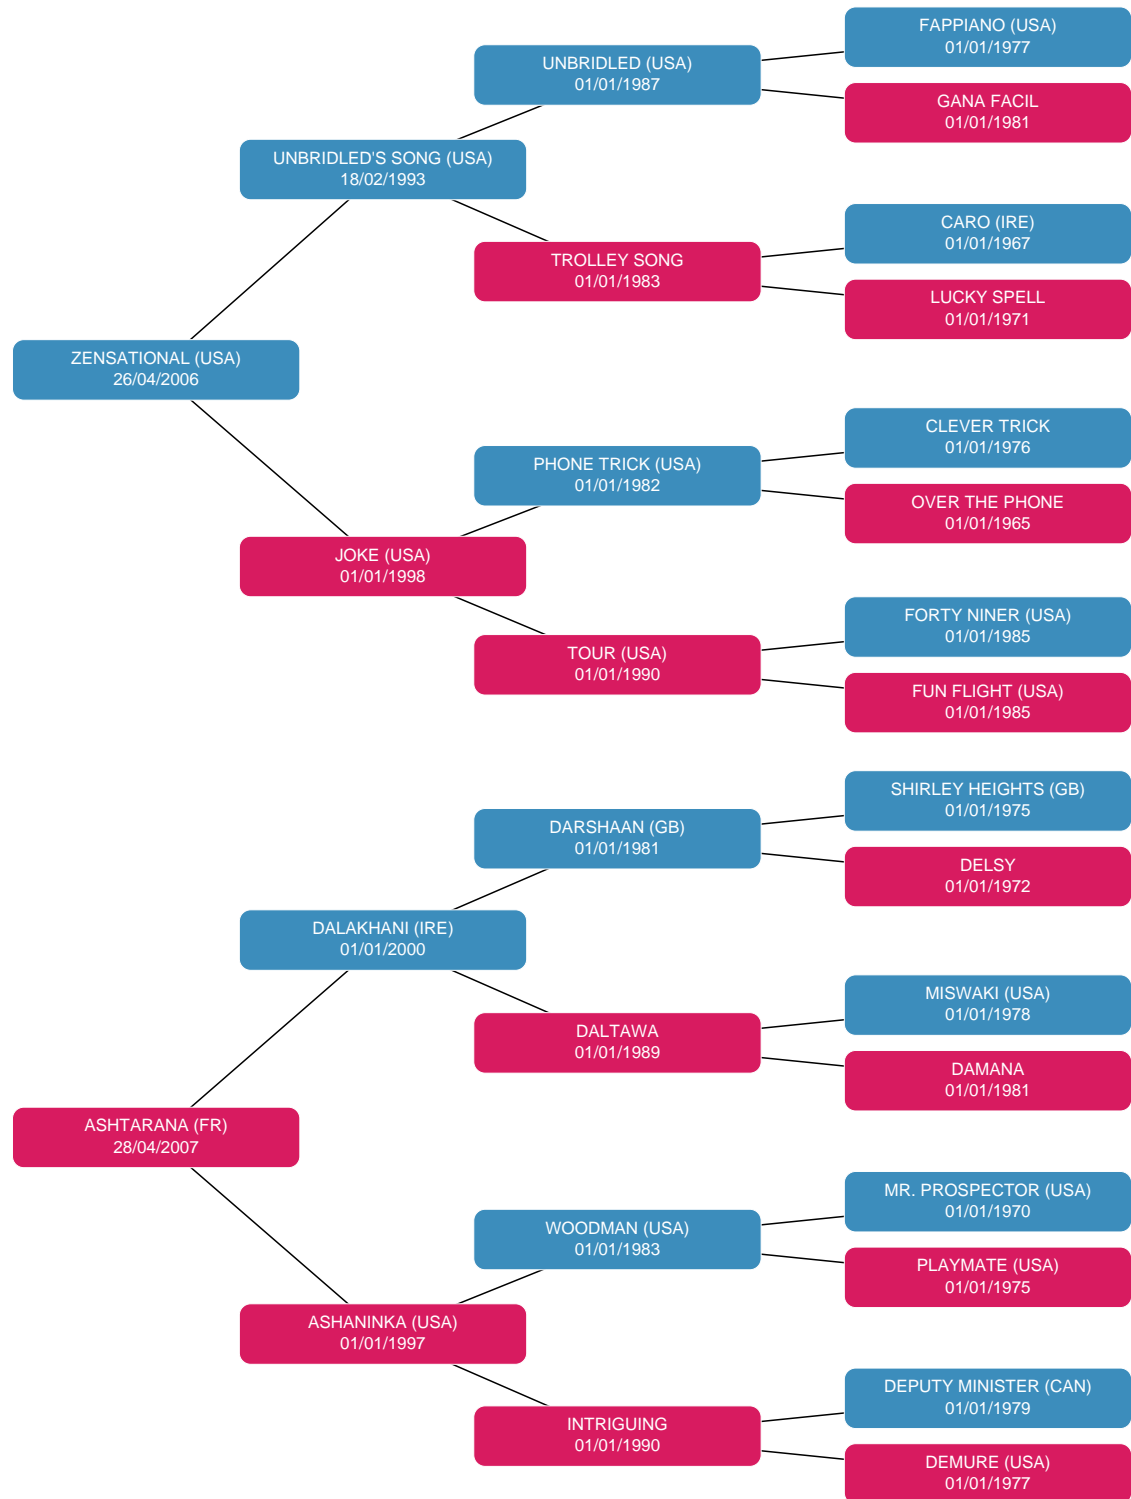 FAPPIANO (USA)
01/01/1977
UNBRIDLED (USA)
01/01/1987
GANA FACIL
01/01/1981
UNBRIDLED'S SONG (USA)
18/02/1993
CARO (IRE)
01/01/1967
TROLLEY SONG
01/01/1983
LUCKY SPELL
01/01/1971
ZENSATIONAL (USA)
26/04/2006
CLEVER TRICK
01/01/1976
PHONE TRICK (USA)
01/01/1982
OVER THE PHONE
01/01/1965
JOKE (USA)
01/01/1998
FORTY NINER (USA)
01/01/1985
TOUR (USA)
01/01/1990
FUN FLIGHT (USA)
01/01/1985
SHIRLEY HEIGHTS (GB)
01/01/1975
DARSHAAN (GB)
01/01/1981
DELSY
01/01/1972
DALAKHANI (IRE)
01/01/2000
MISWAKI (USA)
01/01/1978
DALTAWA
01/01/1989
DAMANA
01/01/1981
ASHTARANA (FR)
28/04/2007
MR. PROSPECTOR (USA)
01/01/1970
WOODMAN (USA)
01/01/1983
PLAYMATE (USA)
01/01/1975
ASHANINKA (USA)
01/01/1997
DEPUTY MINISTER (CAN)
01/01/1979
INTRIGUING
01/01/1990
DEMURE (USA)
01/01/1977